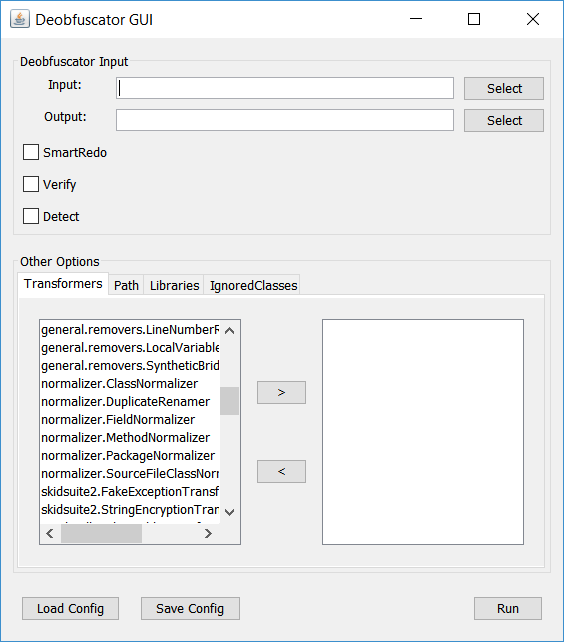 Deobfuscator GUI
Deobfuscator Input
Input:
Select
Output:
Select
SmartRedo
Verify
Detect
Other Options
Transformers Path Libraries IgnoredClasses
general.removers.LineNumberR
general.removers.LocalVariable
general.removers.SyntheticBrid
normalizer.ClassNormalizer
normalizer.DuplicateRenamer
normalizer.FieldNormalizer
normalizer.MethodNormalizer
normalizer.PackageNormalizer
normalizer.SourceFileClassNorr
skidsuite2.FakeExceptionTransf
skidsuite2.StringEncryptionTran
>
<
Load Config Save Config Run